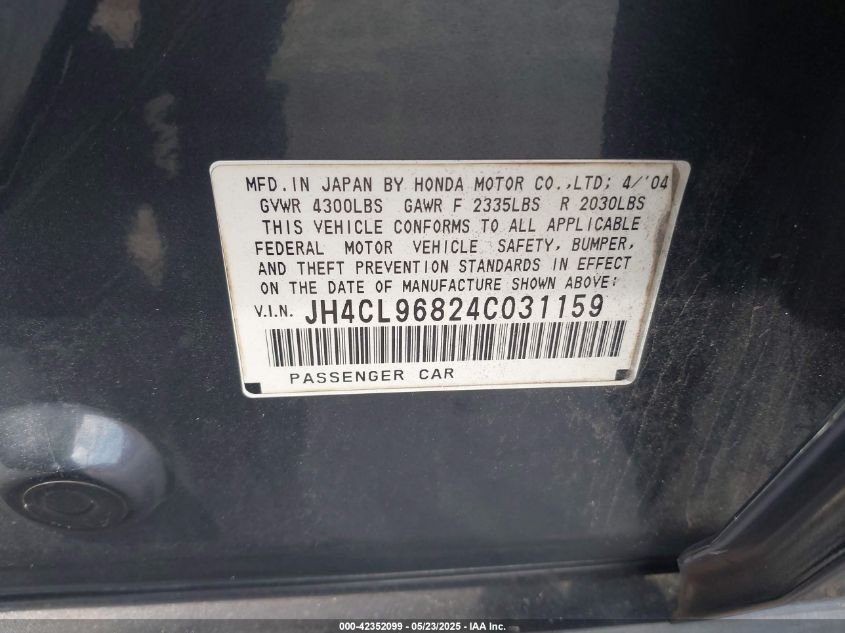 MFD. IN JAPAN BY HONDA MOTOR CO.,LTD; 4/'04
GVWR 4300LBS GAWR F 2335LBS R 2030LBS
THIS VEHICLE CONFORMS TO ALL APPLICABLE
FEDERAL MOTOR VEHICLE SAFETY, BUMPER,
AND THEFT PREVENTION STANDARDS IN EFFECT
ON THE DATE OF MANUFACTURE SHOWN ABOVE:
V.I.N. JH4CL96824C031159
PASSENGER CAR
000-42352099 - 05/23/2025 - IAA Inc.